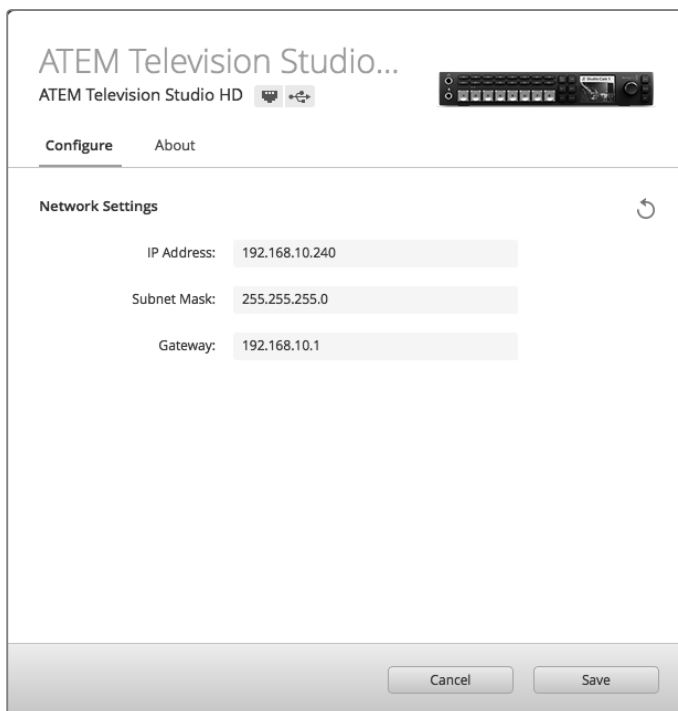 ATEM Television Studio...
ATEM Television Studio HD
Configure About
Network Settings
IP Address: 192.168.10.240
Subnet Mask: 255.255.255.0
Gateway: 192.168.10.1
Cancel Save